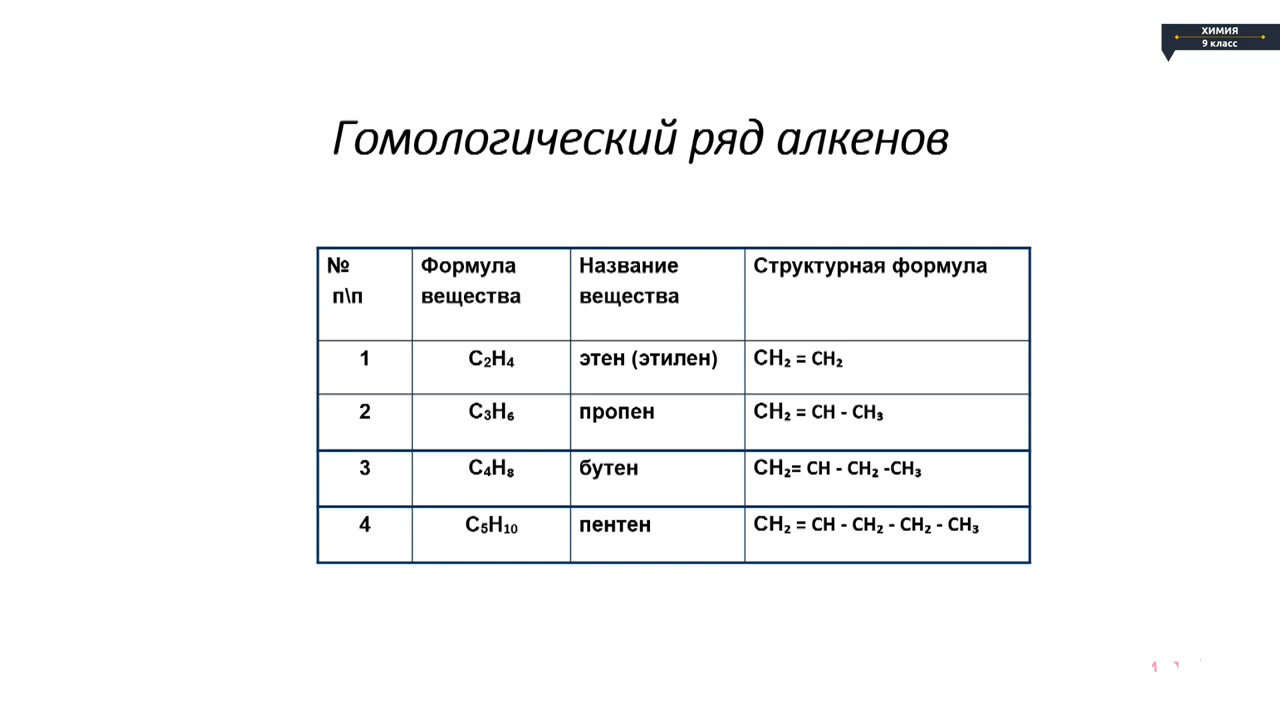 ХИМИЯ
9 класс
Гомологический ряд алкенов
№ п\п | Формула вещества | Название вещества | Структурная формула
1 | C₂H₄ | этен (этилен) | CH₂ = CH₂
2 | C₃H₆ | пропен | CH₂ = CH - CH₃
3 | C₄H₈ | бутен | CH₂= CH - CH₂ -CH₃
4 | C₅H₁₀ | пентен | CH₂ = CH - CH₂ - CH₂ - CH₃